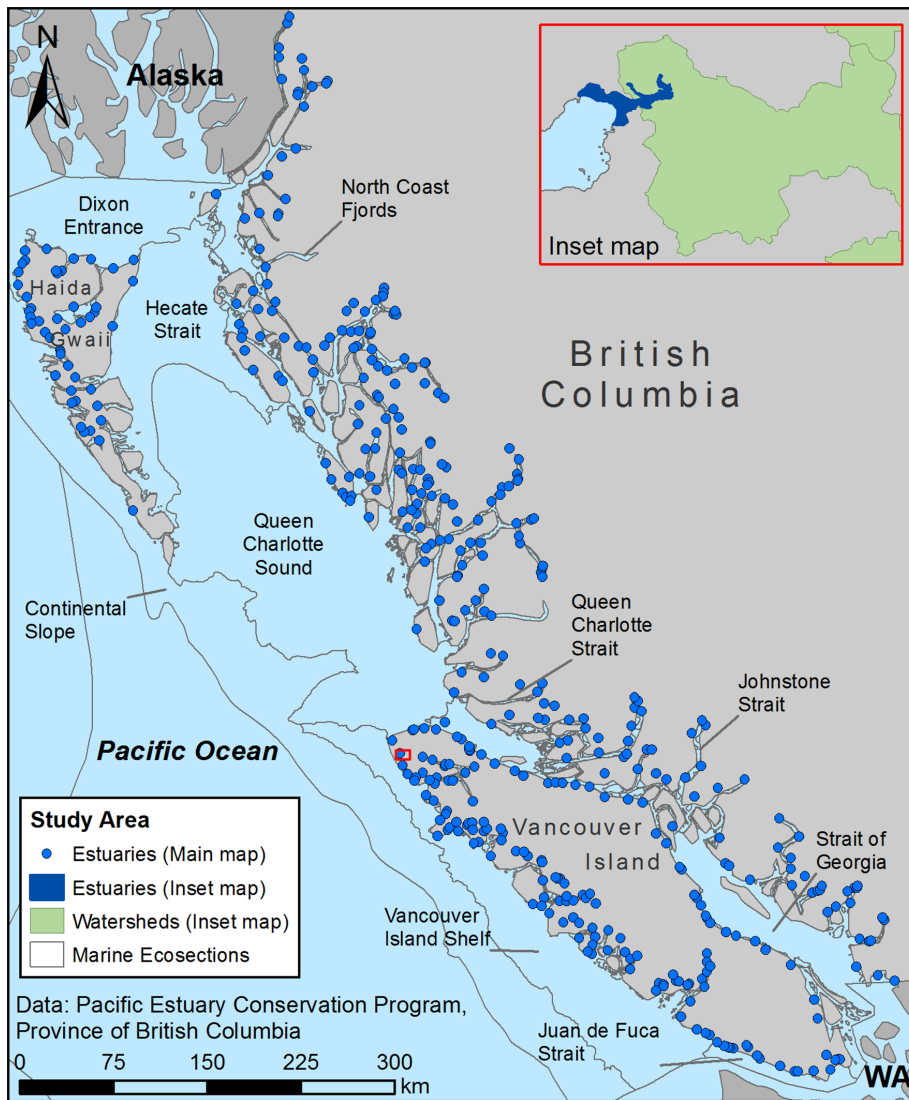 N
Alaska
Inset map
North Coast
Fjords
Dixon
Entrance
Haida
Gwaii
Hecate
Strait
British
Columbia
Queen
Charlotte
Sound
Continental
Slope
Queen
Charlotte
Strait
Johnstone
Strait
Pacific Ocean
Vancouver
Island
Strait of
Georgia
Vancouver
Island Shelf
Juan de Fuca
Strait
WA
Study Area
Estuaries (Main map)
Estuaries (Inset map)
Watersheds (Inset map)
Marine Ecosections
Data: Pacific Estuary Conservation Program,
Province of British Columbia
0 75 150 225 300
km